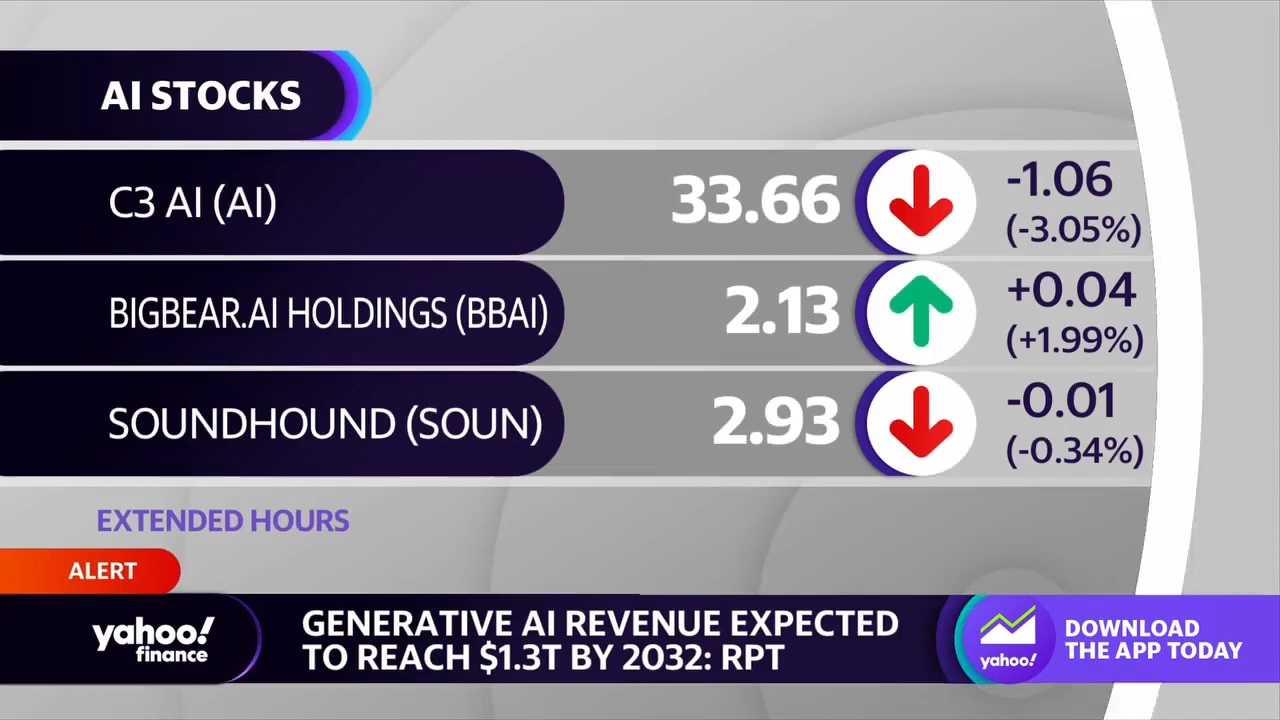 AI STOCKS
C3 AI (AI) 33.66 -1.06 (-3.05%)
BIGBEAR.AI HOLDINGS (BBAI) 2.13 +0.04 (+1.99%)
SOUNDHOUND (SOUN) 2.93 -0.01 (-0.34%)
EXTENDED HOURS
ALERT
yahoo!
finance
GENERATIVE AI REVENUE EXPECTED
TO REACH $1.3T BY 2032: RPT
yahoo!
DOWNLOAD
THE APP TODAY